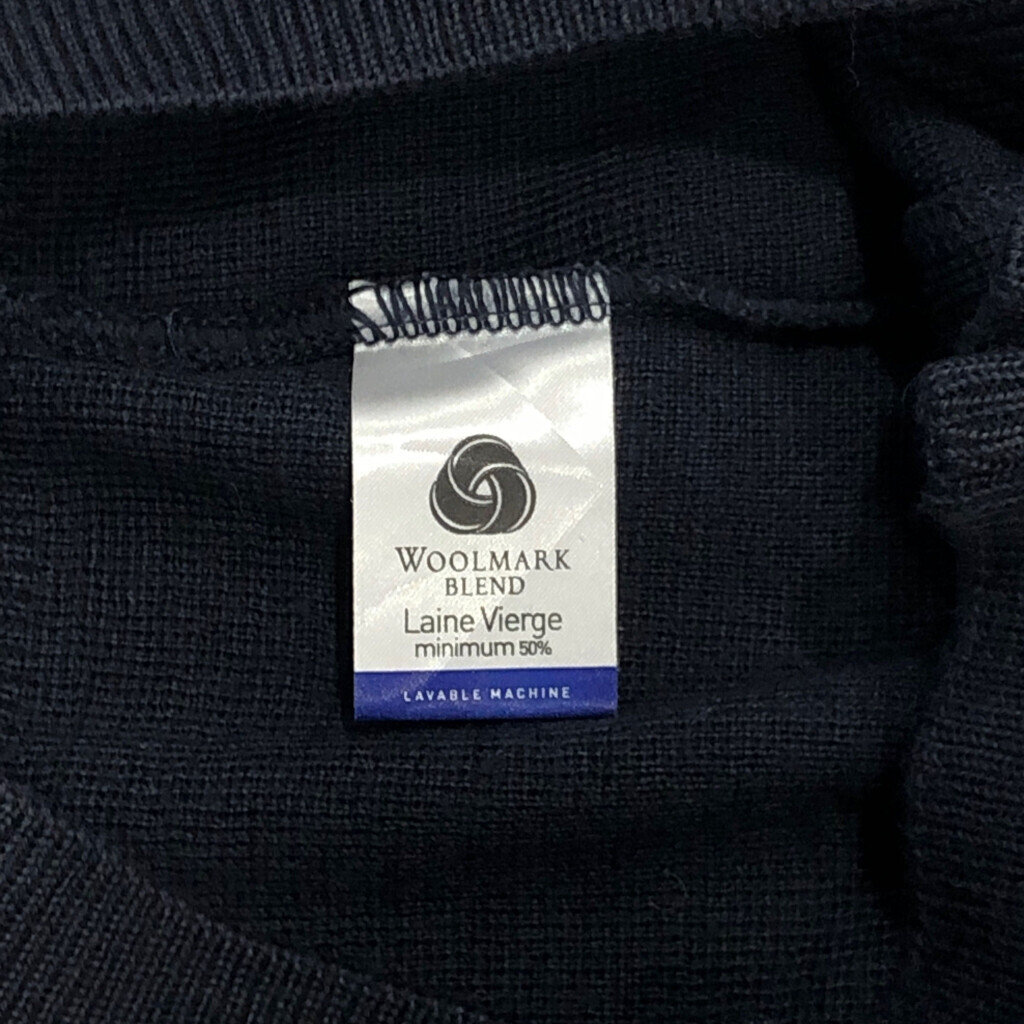 WOOLMARK
BLEND
Laine Vierge
minimum 50%
LAVABLE MACHINE